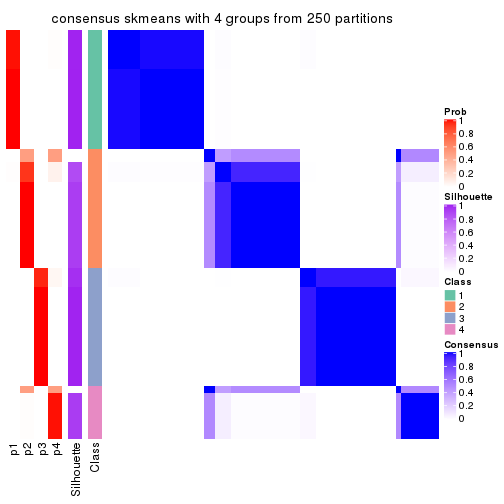 consensus skmeans with 4 groups from 250 partitions
Prob
1
0.8
0.6
0.4
0.2
0
Silhouette
1
0.8
0.6
0.4
0.2
0
Class
1
2
3
4
Consensus
1
0.8
0.6
0.4
0.2
0
p1
p2
p3
p4
Silhouette
Class